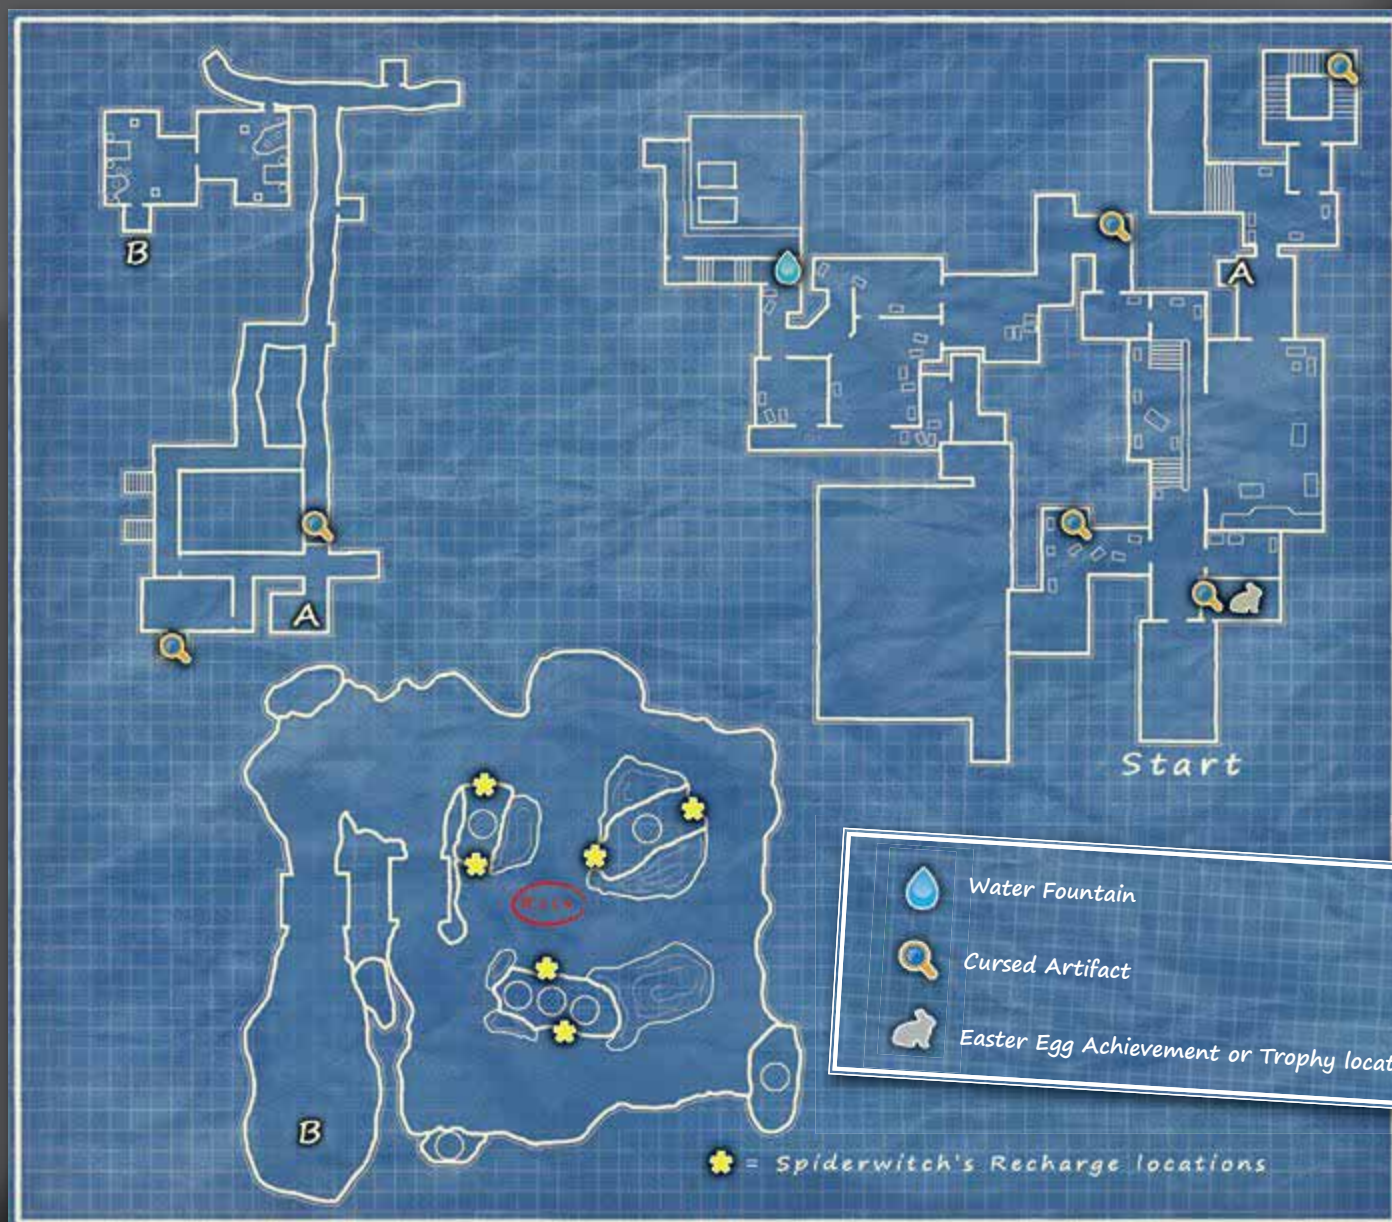 B
A
A
Start
Water Fountain
Cursed Artifact
Easter Egg Achievement or Trophy locat
B
= Spiderwitch's Recharge locations